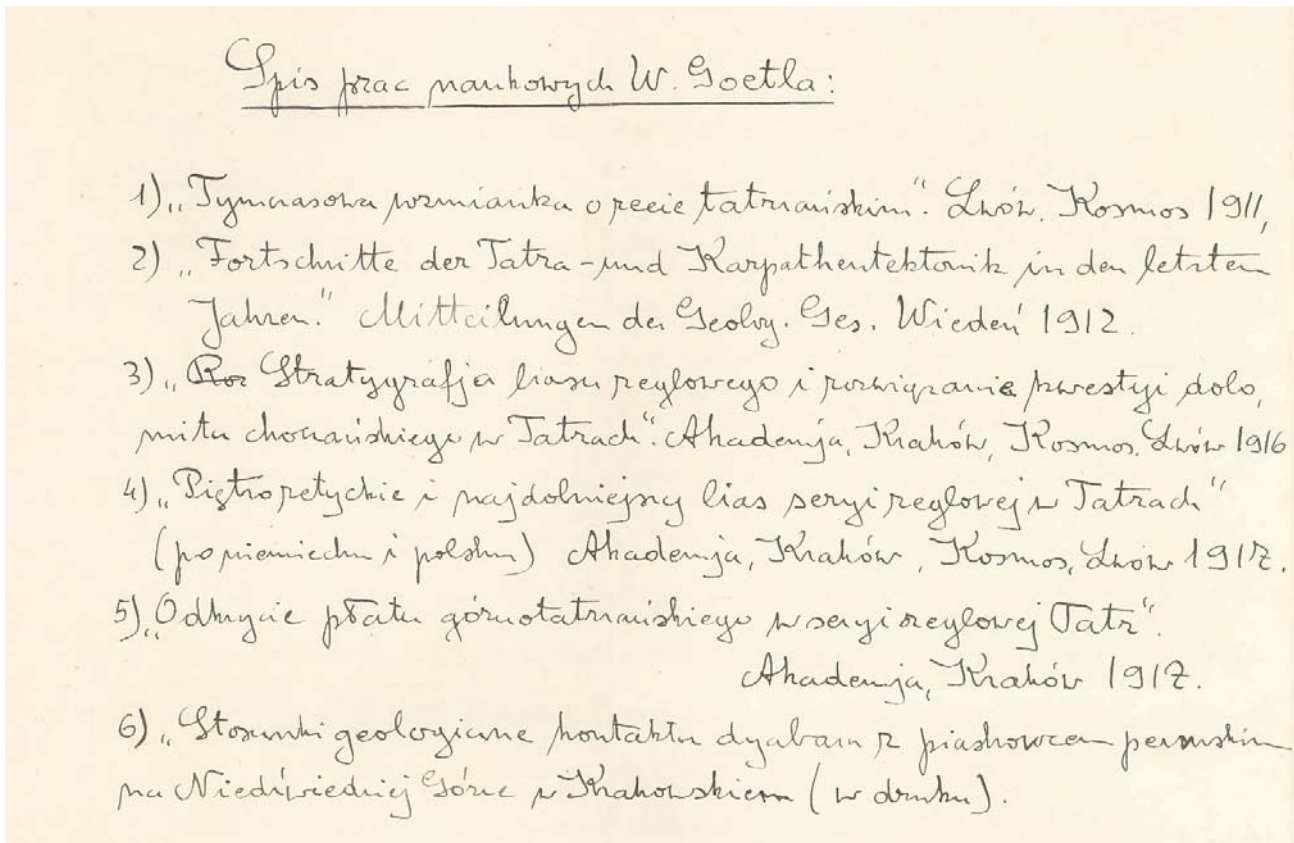 Spis prac naukowych W. Goetla:
1) „Tymczasowa wzmianka o recie tatrzańskim”. Lwów. Kosmos 1911,
2) „Fortschritte der Tatra- und Karpathentektonik in den letzten
Jahren.” Mitteilungen der Geolog. Ges. Wiedeń 1912.
3) „Roz Stratygrafja liasu reglowego i rozwiązanie kwestyi dolo,
mitu choczańskiego w Tatrach”. Akademja, Kraków, Kosmos, Lwów 1916
4) „Piętro retyckie i najdolniejszy lias seryi reglowej w Tatrach”
(po niemiecku i polsku) Akademja, Kraków, Kosmos, Lwów 1917.
5) „Odkrycie płatu górnotatrzańskiego w seryi reglowej Tatr”.
Akademja, Kraków 1917.
6) „Stosunki geologiczne kontaktu dyabazu z piaskowcem permskim
na Niedźwiedziej Górze w Krakowskiem (w druku).